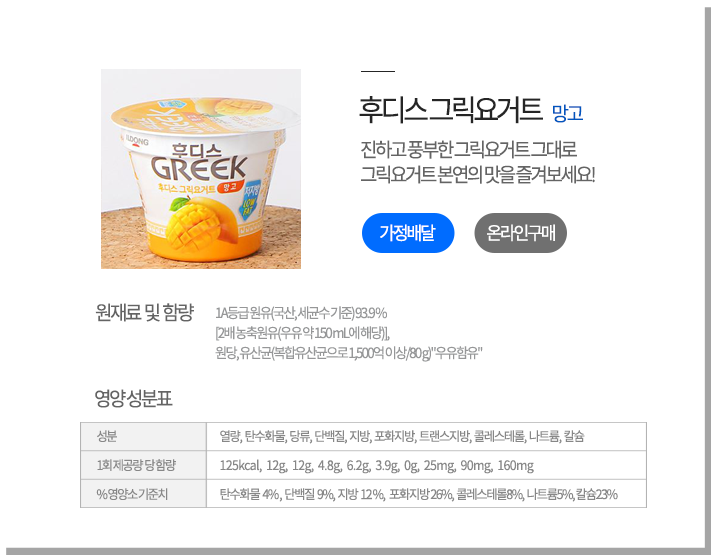 후디스 그릭요거트 망고
진하고 풍부한 그릭요거트 그대로
그릭요거트 본연의 맛을 즐겨보세요!
가정배달
온라인구매
ILDONG
후디스
GREEK
후디스 그릭요거트 망고
저지방
LOW FAT
원재료 및 함량
1A등급 원유(국산, 세균수 기준) 93.9%
[2배 농축원유(우유 약 150mL에 해당)],
원당, 유산균(복합유산균으로 1,500억 이상/80g)"우유함유"
영양 성분표
성분 열량, 탄수화물, 당류, 단백질, 지방, 포화지방, 트랜스지방, 콜레스테롤, 나트륨, 칼슘
1회 제공량 당 함량 125kcal, 12g, 12g, 4.8g, 6.2g, 3.9g, 0g, 25mg, 90mg, 160mg
% 영양소 기준치 탄수화물 4%, 단백질 9%, 지방 12%, 포화지방 26%, 콜레스테롤8%, 나트륨5%, 칼슘23%